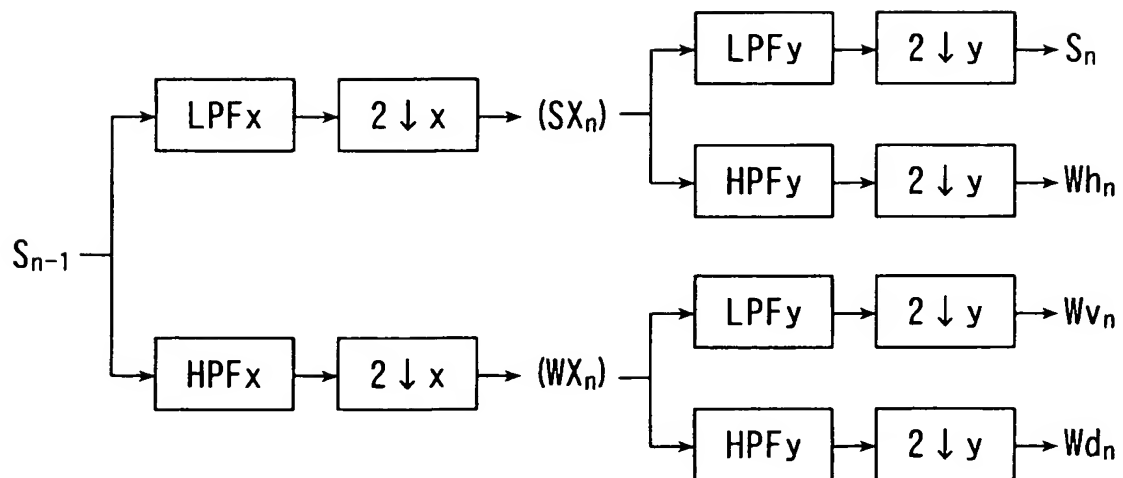 LPFy
2 ↓ y
Sₙ
LPFx
2 ↓ x
(SXₙ)
HPFy
2 ↓ y
Whₙ
Sₙ₋₁
LPFy
2 ↓ y
Wvₙ
HPFx
2 ↓ x
(WXₙ)
HPFy
2 ↓ y
Wdₙ